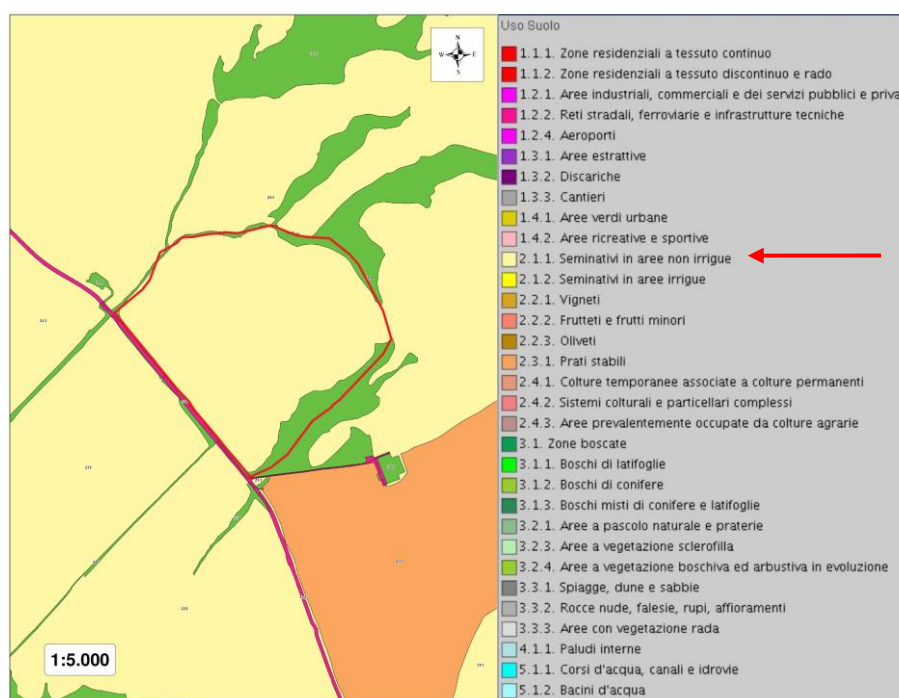 Uso Suolo
1.1.1. Zone residenziali a tessuto continuo
1.1.2. Zone residenziali a tessuto discontinuo e rado
1.2.1. Aree industriali, commerciali e dei servizi pubblici e priva
1.2.2. Reti stradali, ferroviarie e infrastrutture tecniche
1.2.4. Aeroporti
1.3.1. Aree estrattive
1.3.2. Discariche
1.3.3. Cantieri
1.4.1. Aree verdi urbane
1.4.2. Aree ricreative e sportive
2.1.1. Seminativi in aree non irrigue
2.1.2. Seminativi in aree irrigue
2.2.1. Vigneti
2.2.2. Frutteti e frutti minori
2.2.3. Oliveti
2.3.1. Prati stabili
2.4.1. Colture temporanee associate a colture permanenti
2.4.2. Sistemi colturali e particellari complessi
2.4.3. Aree prevalentemente occupate da colture agrarie
3.1. Zone boscate
3.1.1. Boschi di latifoglie
3.1.2. Boschi di conifere
3.1.3. Boschi misti di conifere e latifoglie
3.2.1. Aree a pascolo naturale e praterie
3.2.3. Aree a vegetazione sclerofilla
3.2.4. Aree a vegetazione boschiva ed arbustiva in evoluzione
3.3.1. Spiagge, dune e sabbie
3.3.2. Rocce nude, falesie, rupi, affioramenti
3.3.3. Aree con vegetazione rada
4.1.1. Paludi interne
5.1.1. Corsi d'acqua, canali e idrovie
5.1.2. Bacini d'acqua
N
W E
S
1:5.000